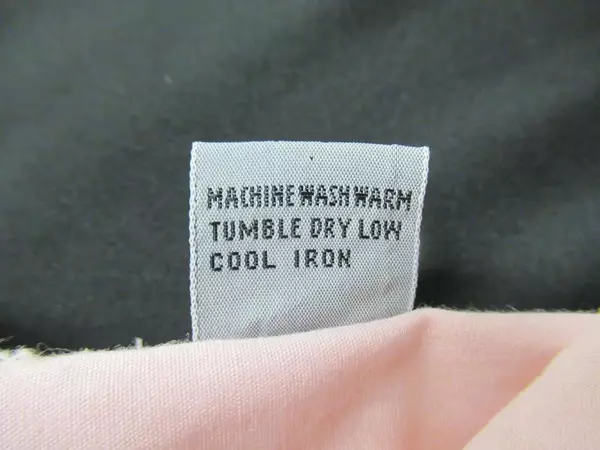 MACHINE WASH WARM
TUMBLE DRY LOW
COOL IRON